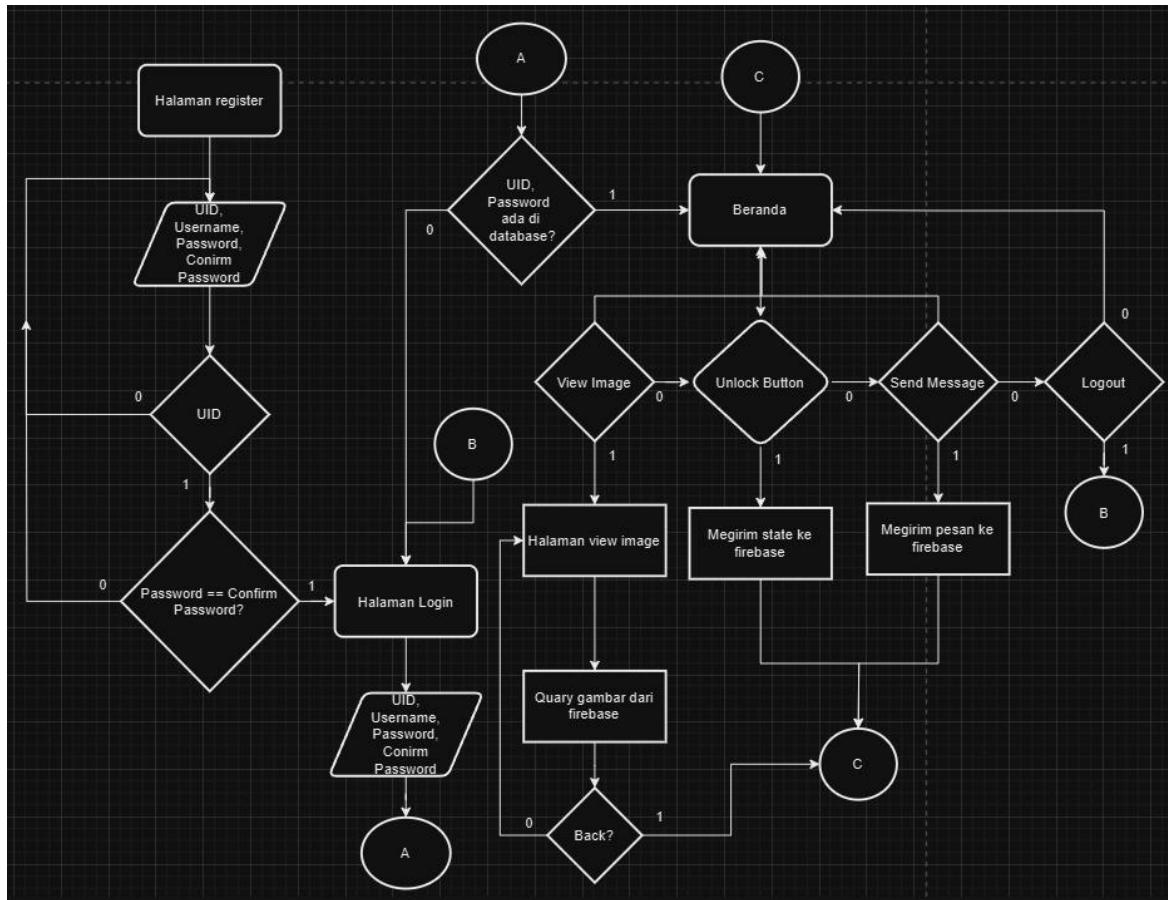 Halaman register
UID,
Username,
Password,
Conirm
Password
0
UID
1
0
Password == Confirm
Password?
1
A
UID,
Password
ada di
database?
0
1
B
Halaman Login
UID,
Username,
Password,
Conirm
Password
A
C
Beranda
View Image
0
Unlock Button
0
Send Message
0
Logout
0
1
1
1
1
B
Halaman view image
Megirim state ke
firebase
Megirim pesan ke
firebase
Quary gambar dari
firebase
C
0
Back?
1